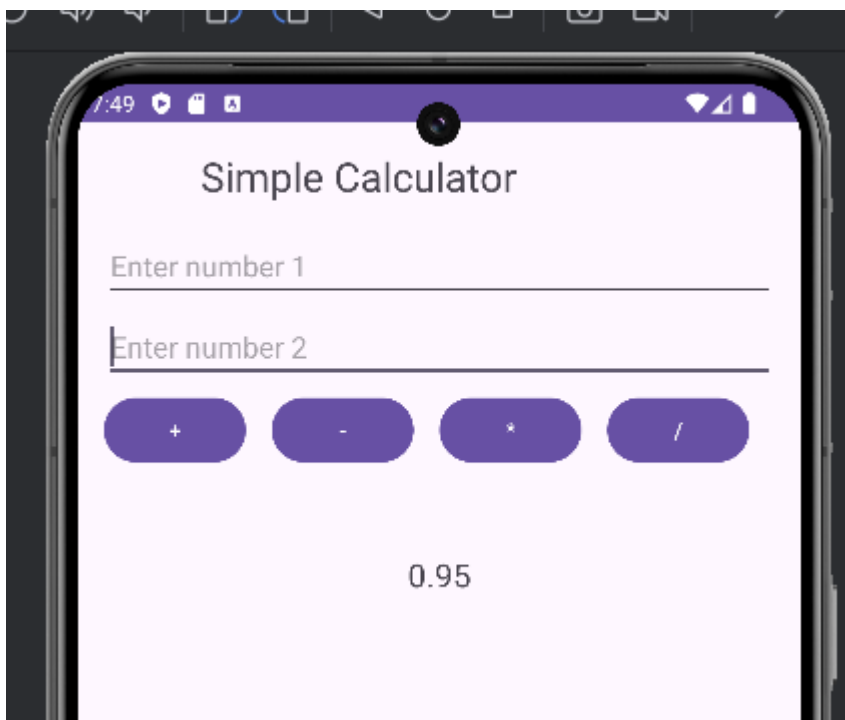 7:49
Simple Calculator
Enter number 1
Enter number 2
+ - * /
0.95